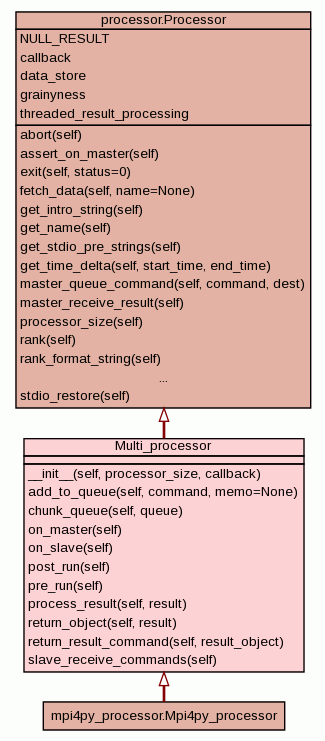 processor.Processor
NULL_RESULT
callback
data_store
grainyness
threaded_result_processing
abort(self)
assert_on_master(self)
exit(self, status=0)
fetch_data(self, name=None)
get_intro_string(self)
get_name(self)
get_stdio_pre_strings(self)
get_time_delta(self, start_time, end_time)
master_queue_command(self, command, dest)
master_receive_result(self)
processor_size(self)
rank(self)
rank_format_string(self)
...
stdio_restore(self)
Multi_processor
__init__(self, processor_size, callback)
add_to_queue(self, command, memo=None)
chunk_queue(self, queue)
on_master(self)
on_slave(self)
post_run(self)
pre_run(self)
process_result(self, result)
return_object(self, result)
return_result_command(self, result_object)
slave_receive_commands(self)
mpi4py_processor.Mpi4py_processor